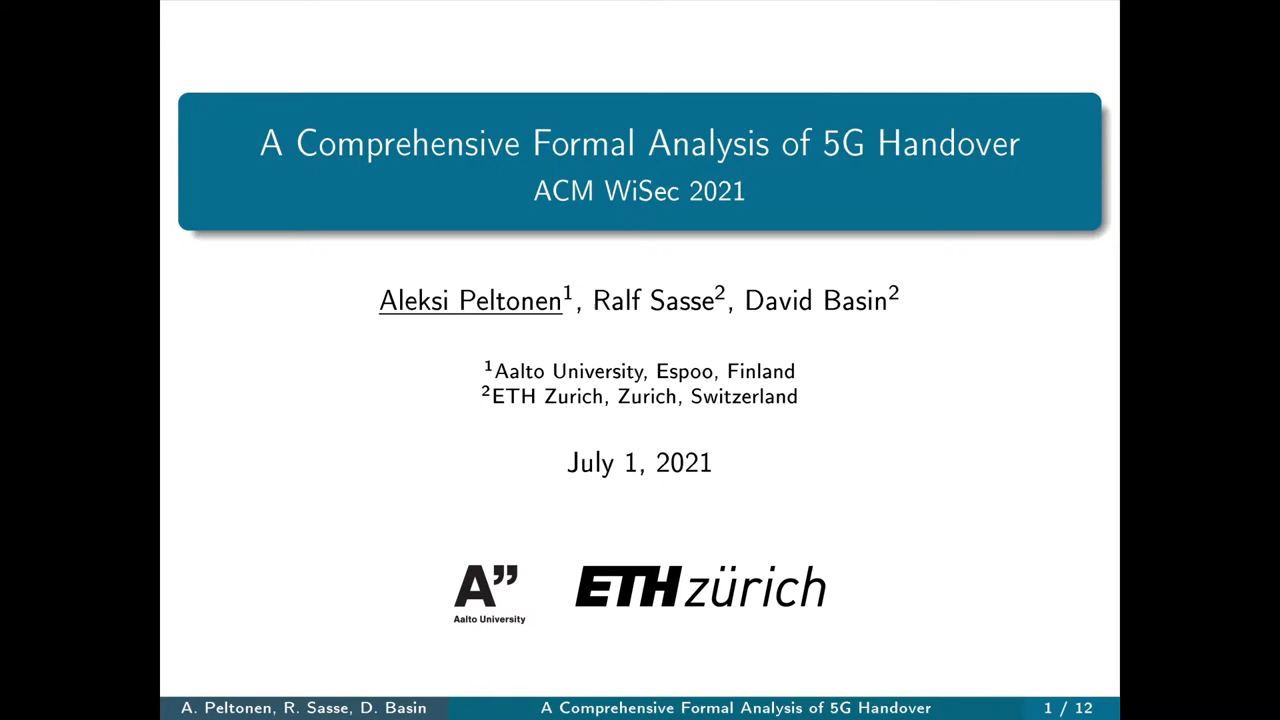 A Comprehensive Formal Analysis of 5G Handover
ACM WiSec 2021
Aleksi Peltonen¹, Ralf Sasse², David Basin²
¹Aalto University, Espoo, Finland
²ETH Zurich, Zurich, Switzerland
July 1, 2021
A”
Aalto University
ETH zürich
A. Peltonen, R. Sasse, D. Basin
A Comprehensive Formal Analysis of 5G Handover
1 / 12